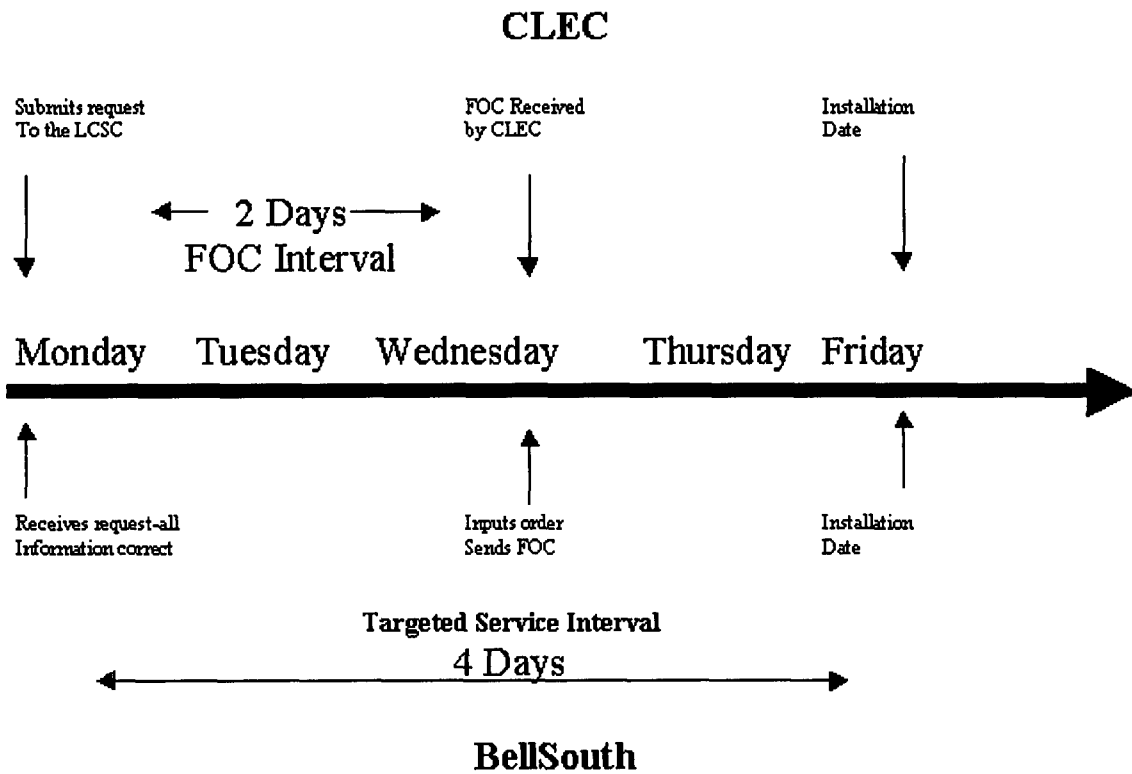 CLEC
Submits request
To the LCSC
FOC Received
by CLEC
Installation
Date
2 Days
FOC Interval
Monday Tuesday Wednesday Thursday Friday
Receives request-all
Information correct
Inputs order
Sends FOC
Installation
Date
Targeted Service Interval
4 Days
BellSouth